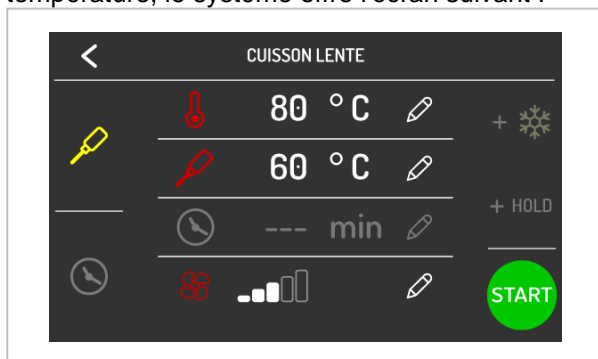 température, le système offre l'écran suivant :
CUISSON LENTE
80 °C
60 °C
--- min
+ HOLD
START